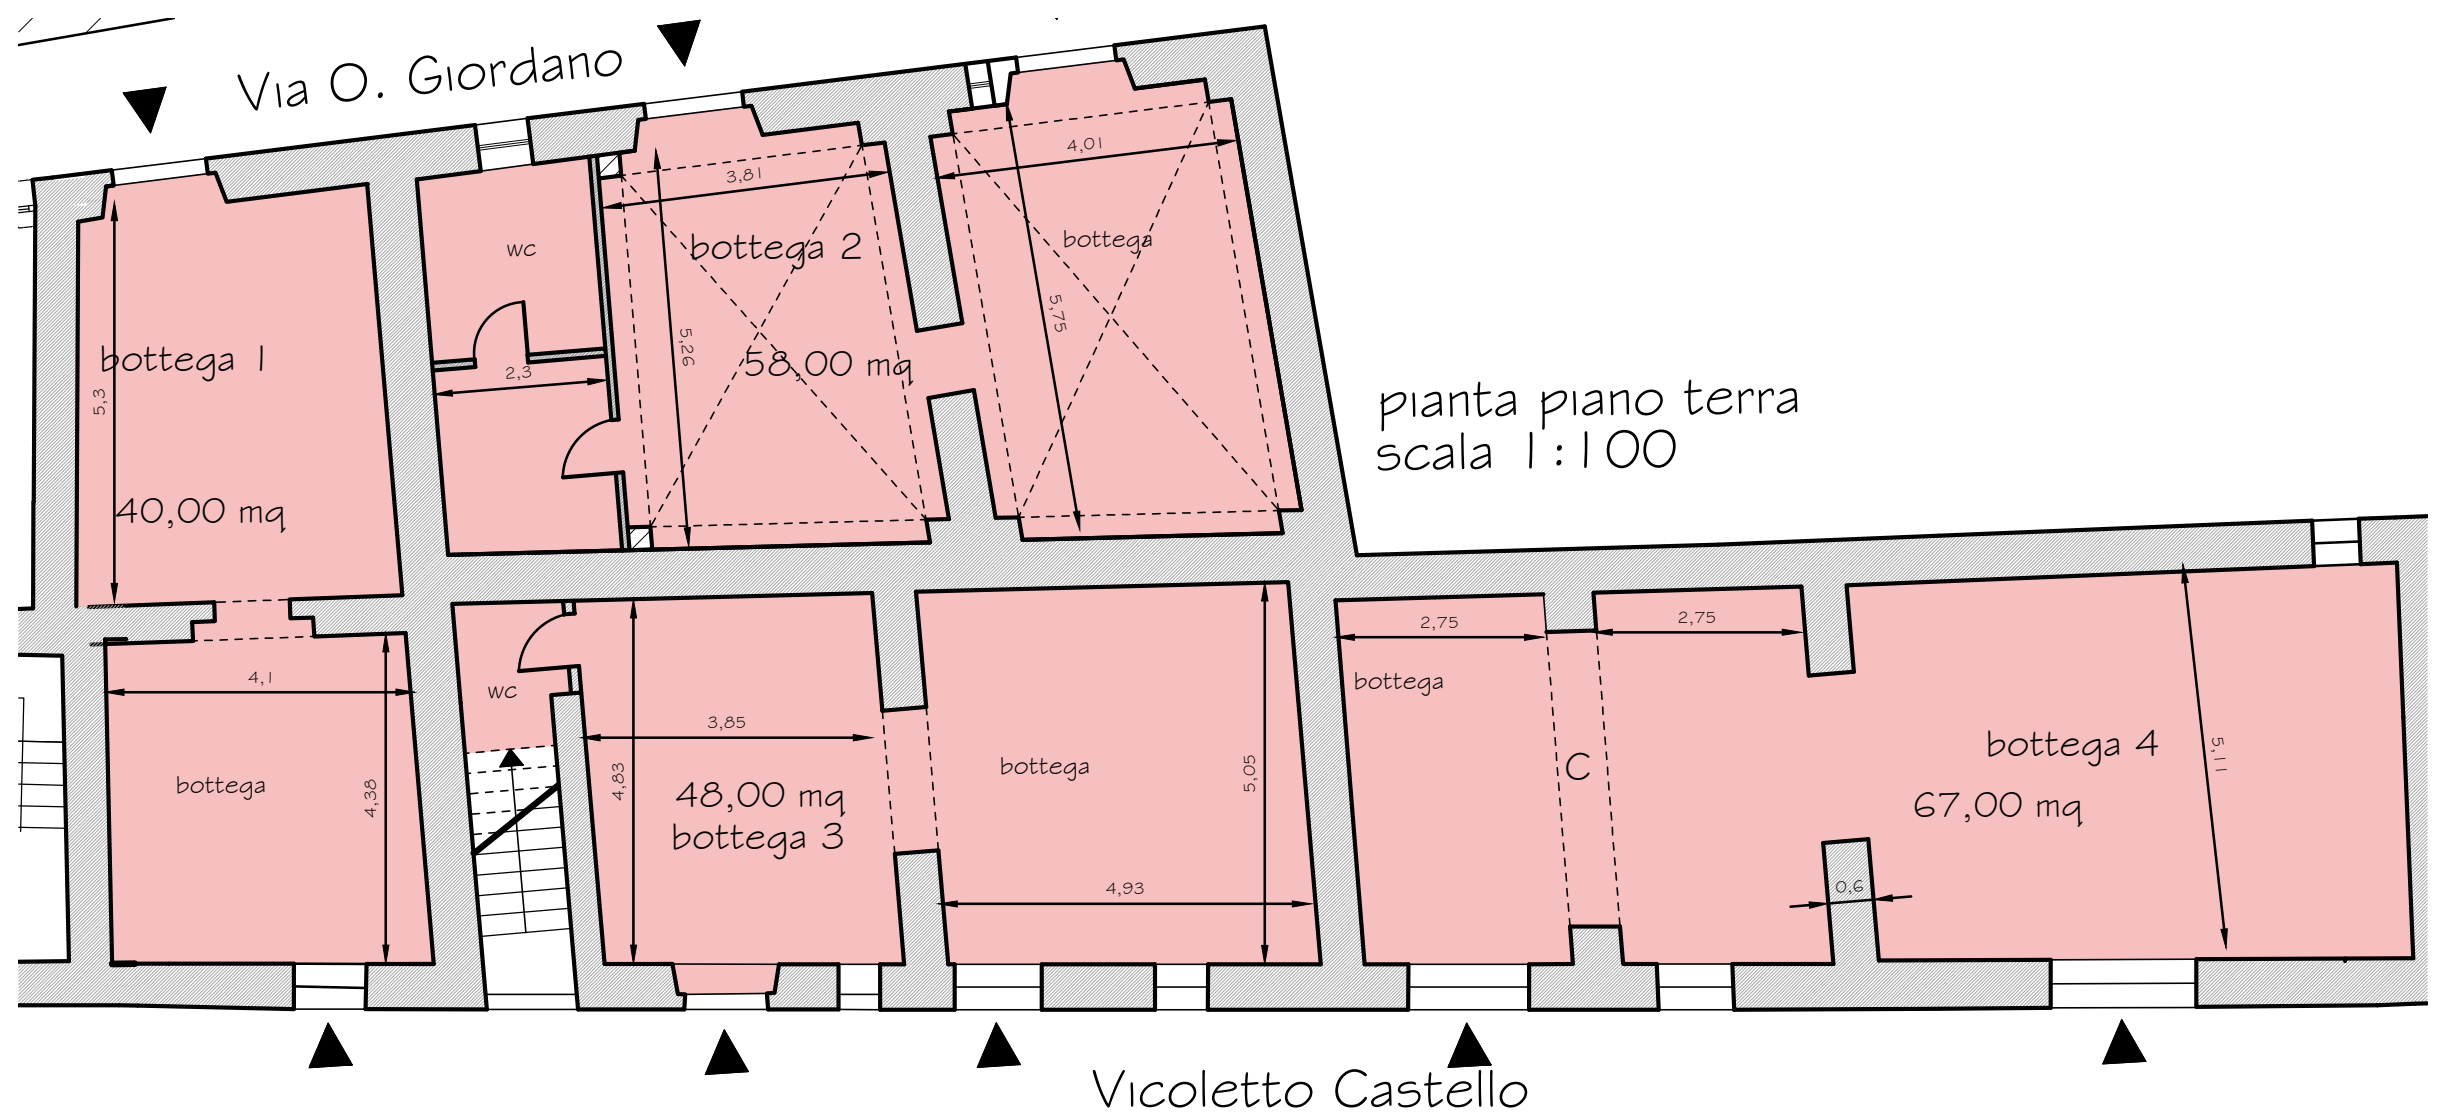 Via O. Giordano
4,01
3,81
wc
bottega 2
bottega
5,75
5,26
bottega 1
58,00 mq
2,3
5,3
pianta piano terra
scala 1:100
40,00 mq
2,75
2,75
4,1
wc
bottega
3,85
bottega 4
5,11
bottega
4,38
4,83
48,00 mq
bottega 3
bottega
5,05
C
67,00 mq
4,93
0,6
Vicoletto Castello